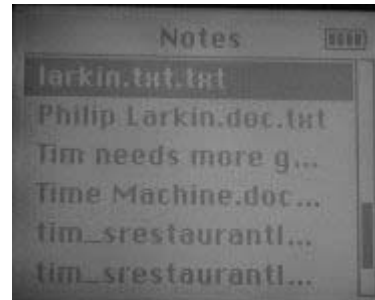 Notes
larkin.txt.txt
Philip Larkin.doc.txt
Tim needs more g...
Time Machine.doc...
tim_srestaurantl...
tim_srestaurantl...